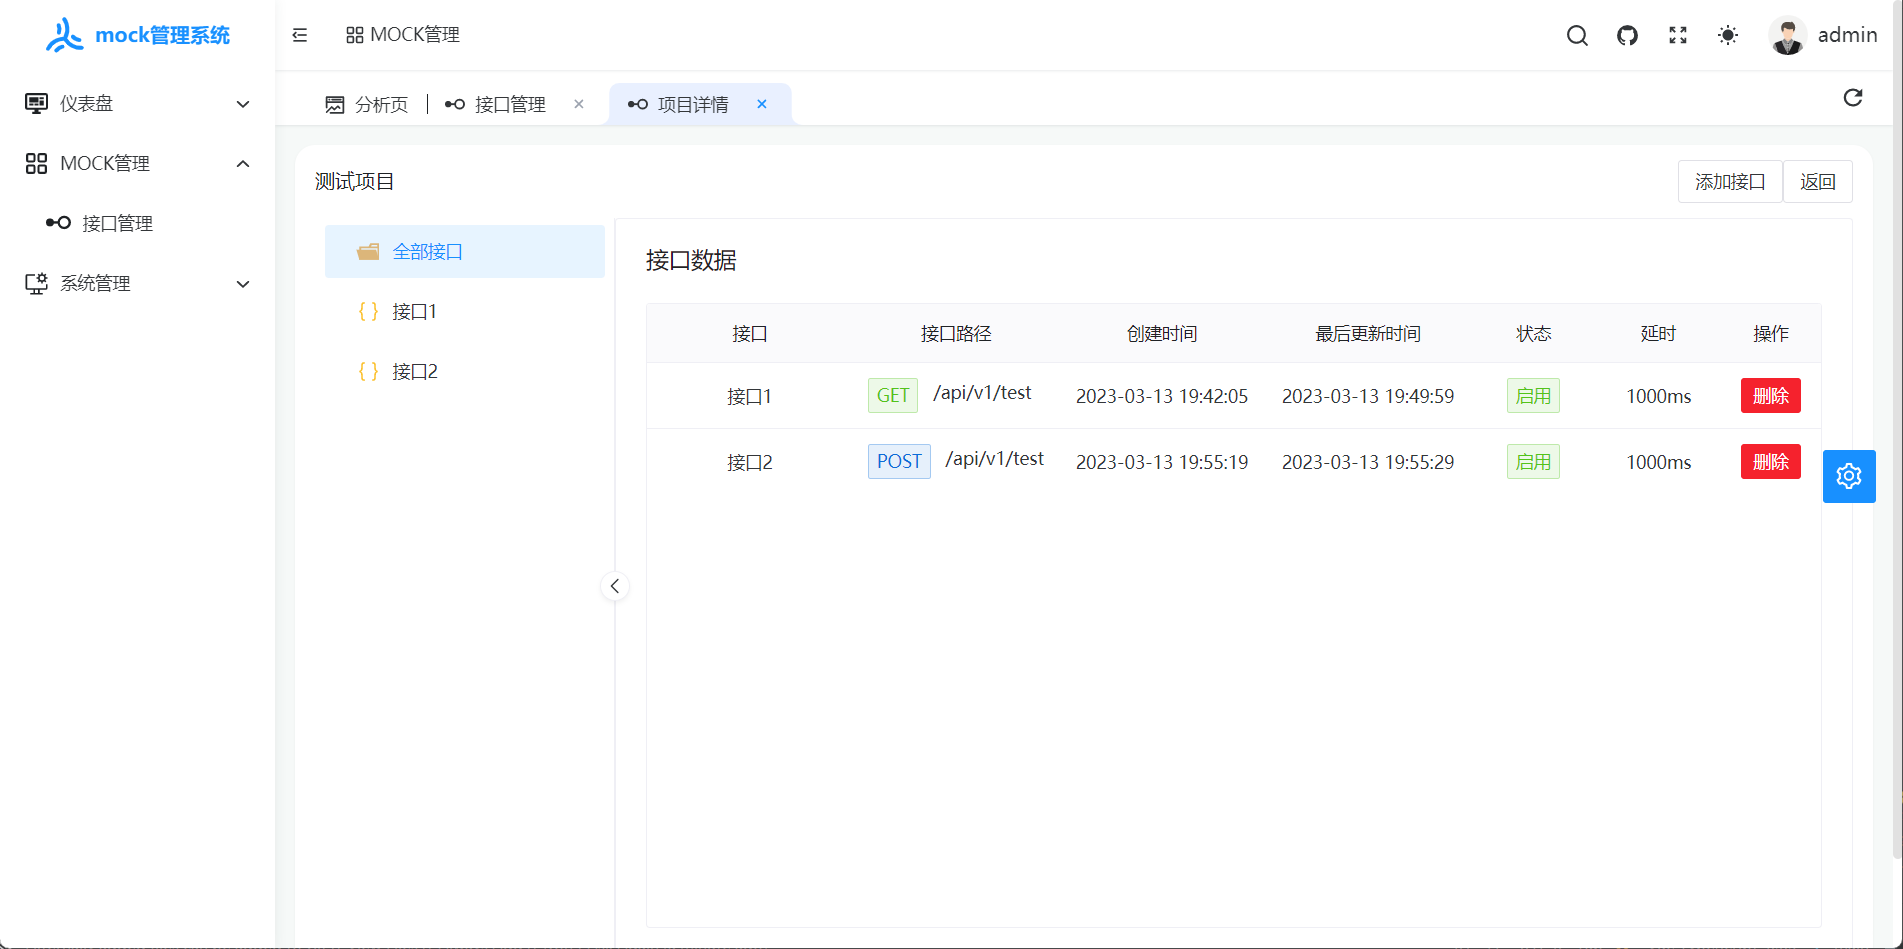 mock管理系统
MOCK管理
admin
仪表盘
MOCK管理
接口管理
系统管理
分析页
接口管理
项目详情
测试项目
添加接口
返回
全部接口
接口1
接口2
接口数据
接口 接口路径 创建时间 最后更新时间 状态 延时 操作
接口1 GET /api/v1/test 2023-03-13 19:42:05 2023-03-13 19:49:59 启用 1000ms 删除
接口2 POST /api/v1/test 2023-03-13 19:55:19 2023-03-13 19:55:29 启用 1000ms 删除